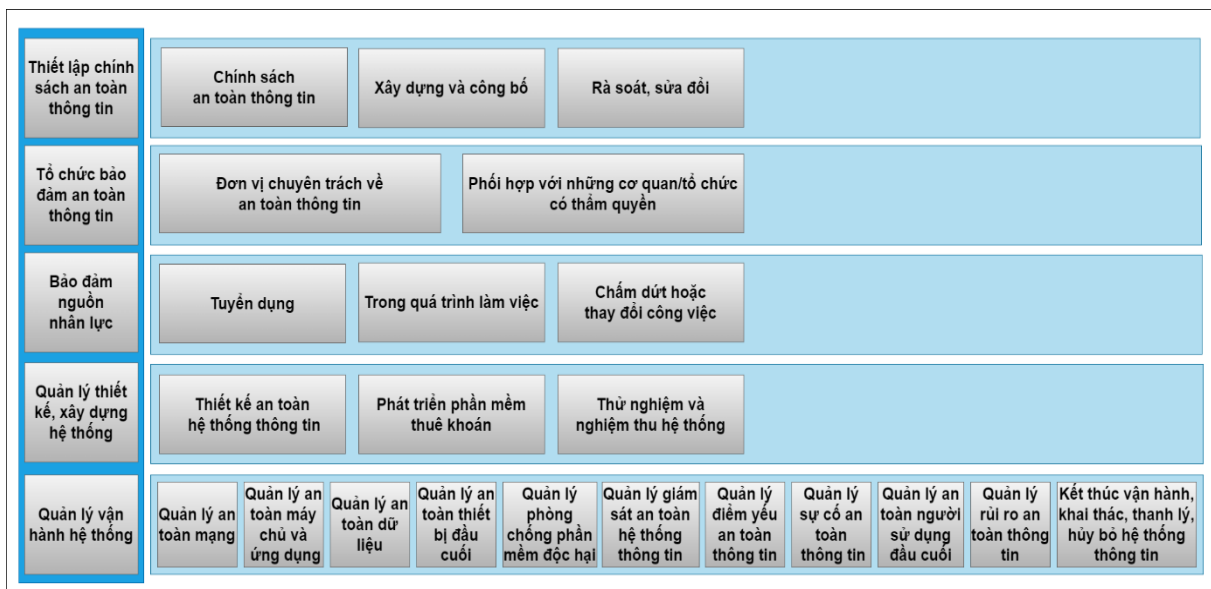 Thiết lập chính
sách an toàn
thông tin
Chính sách
an toàn thông tin
Xây dựng và công bố
Rà soát, sửa đổi
Tổ chức bảo
đảm an toàn
thông tin
Đơn vị chuyên trách về
an toàn thông tin
Phối hợp với những cơ quan/tổ chức
có thẩm quyền
Bảo đảm
nguồn
nhân lực
Tuyển dụng
Trong quá trình làm việc
Chấm dứt hoặc
thay đổi công việc
Quản lý thiết
kế, xây dựng
hệ thống
Thiết kế an toàn
hệ thống thông tin
Phát triển phần mềm
thuê khoán
Thử nghiệm và
nghiệm thu hệ thống
Quản lý vận
hành hệ thống
Quản lý an
toàn mạng
Quản lý an
toàn máy
chủ và
ứng dụng
Quản lý an
toàn dữ
liệu
Quản lý an
toàn thiết
bị đầu
cuối
Quản lý
phòng
chống phần
mềm độc hại
Quản lý giám
sát an toàn
hệ thống
thông tin
Quản lý
điểm yếu
an toàn
thông tin
Quản lý
sự cố an
toàn
thông tin
Quản lý an
toàn người
sử dụng
đầu cuối
Quản lý
rủi ro an
toàn thông
tin
Kết thúc vận hành,
khai thác, thanh lý,
hủy bỏ hệ thống
thông tin